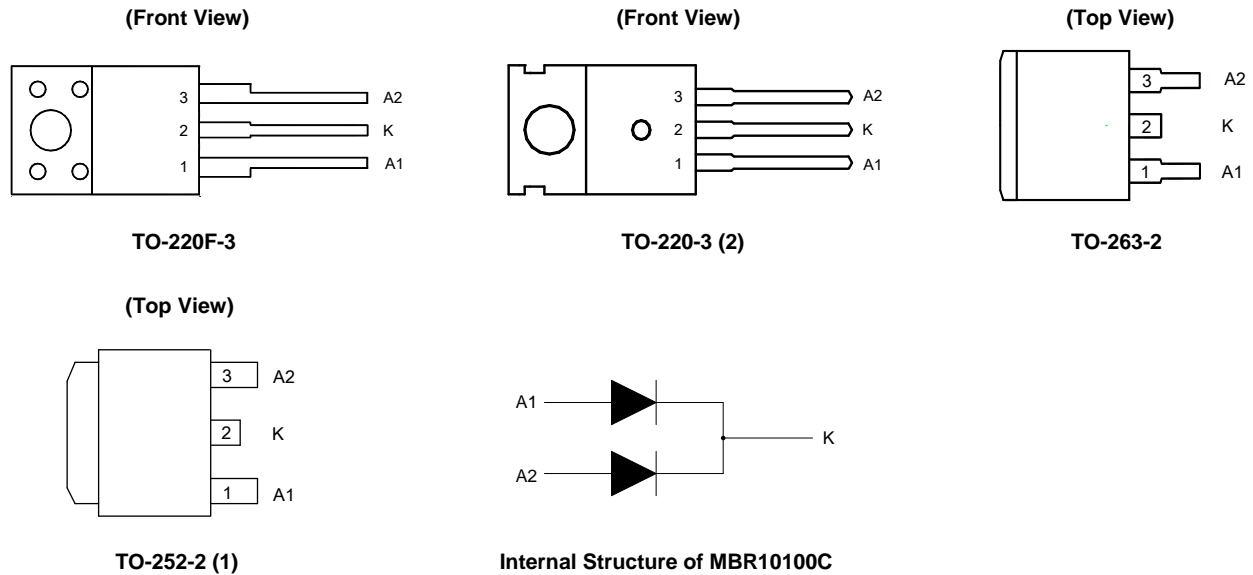 (Front View)
3 A2
2 K
1 A1
TO-220F-3
(Front View)
3 A2
2 K
1 A1
TO-220-3 (2)
(Top View)
3 A2
2 K
1 A1
TO-263-2
(Top View)
3 A2
2 K
1 A1
TO-252-2 (1)
A1
K
A2
Internal Structure of MBR10100C